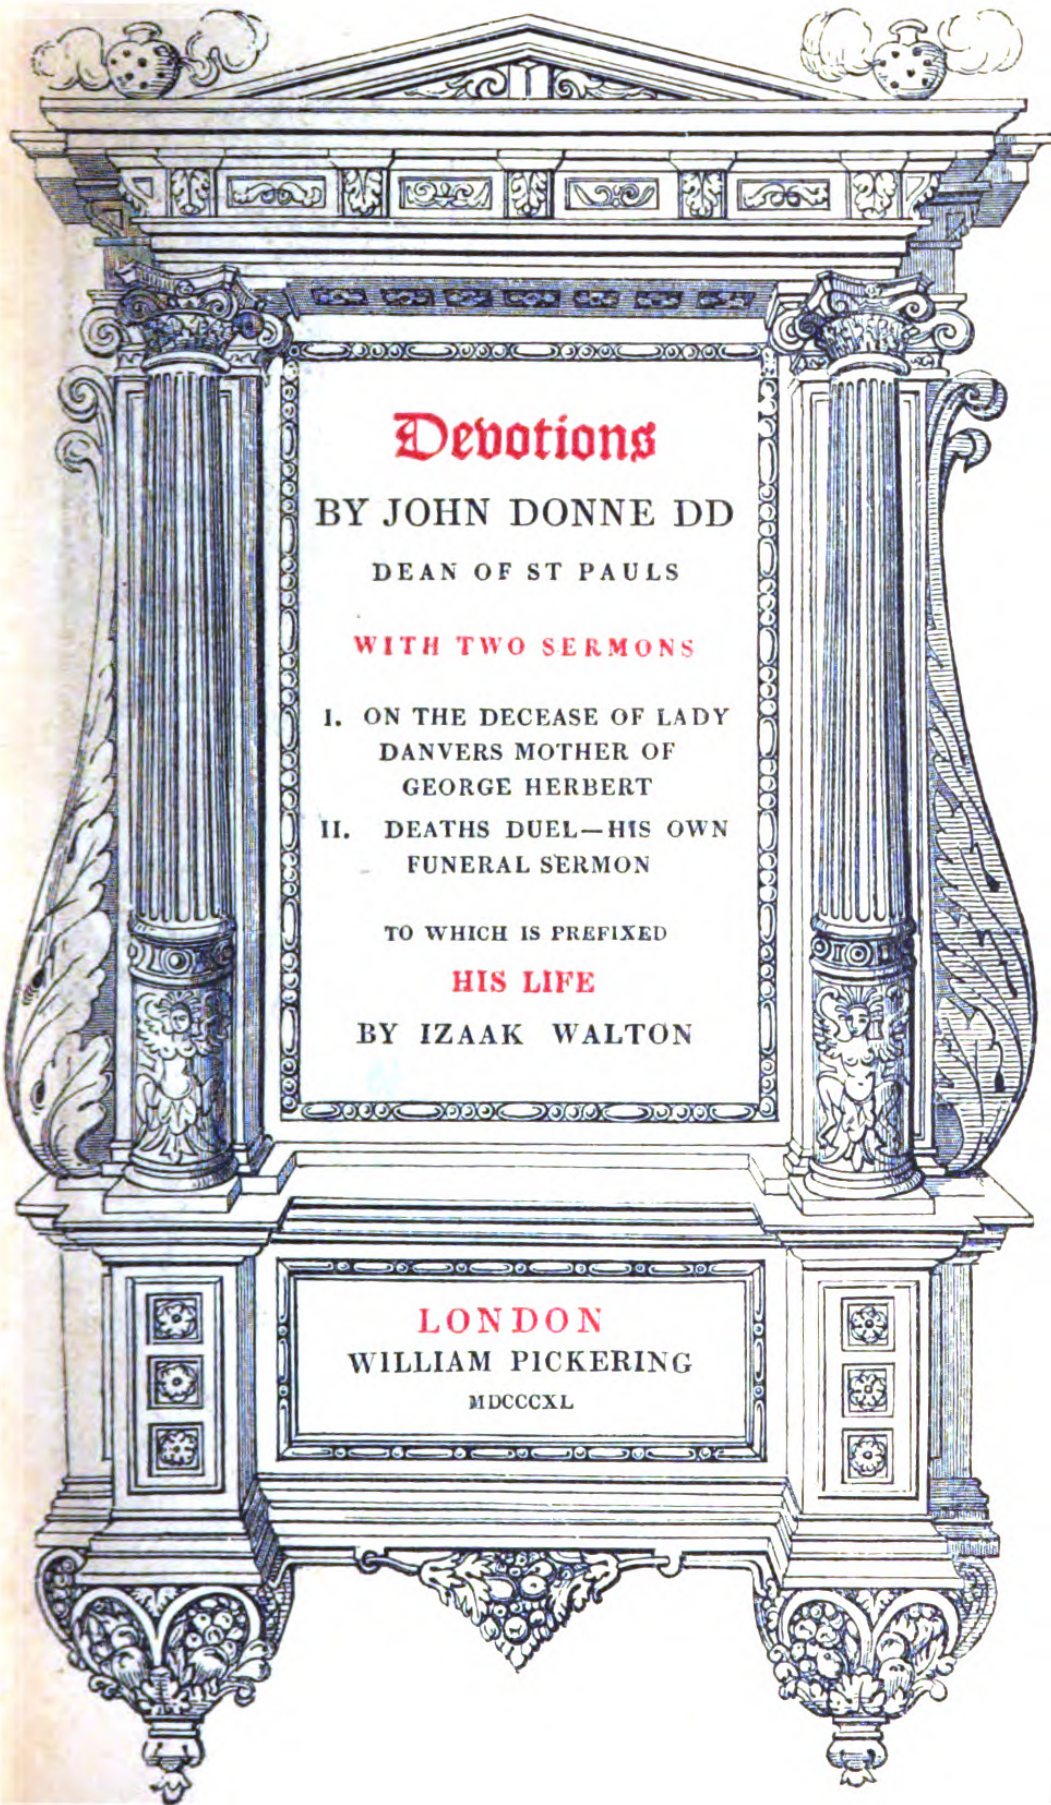 Devotions
BY JOHN DONNE DD
DEAN OF ST PAULS
WITH TWO SERMONS
I. ON THE DECEASE OF LADY
DANVERS MOTHER OF
GEORGE HERBERT
II. DEATHS DUEL—HIS OWN
FUNERAL SERMON
TO WHICH IS PREFIXED
HIS LIFE
BY IZAAK WALTON
LONDON
WILLIAM PICKERING
MDCCCXL